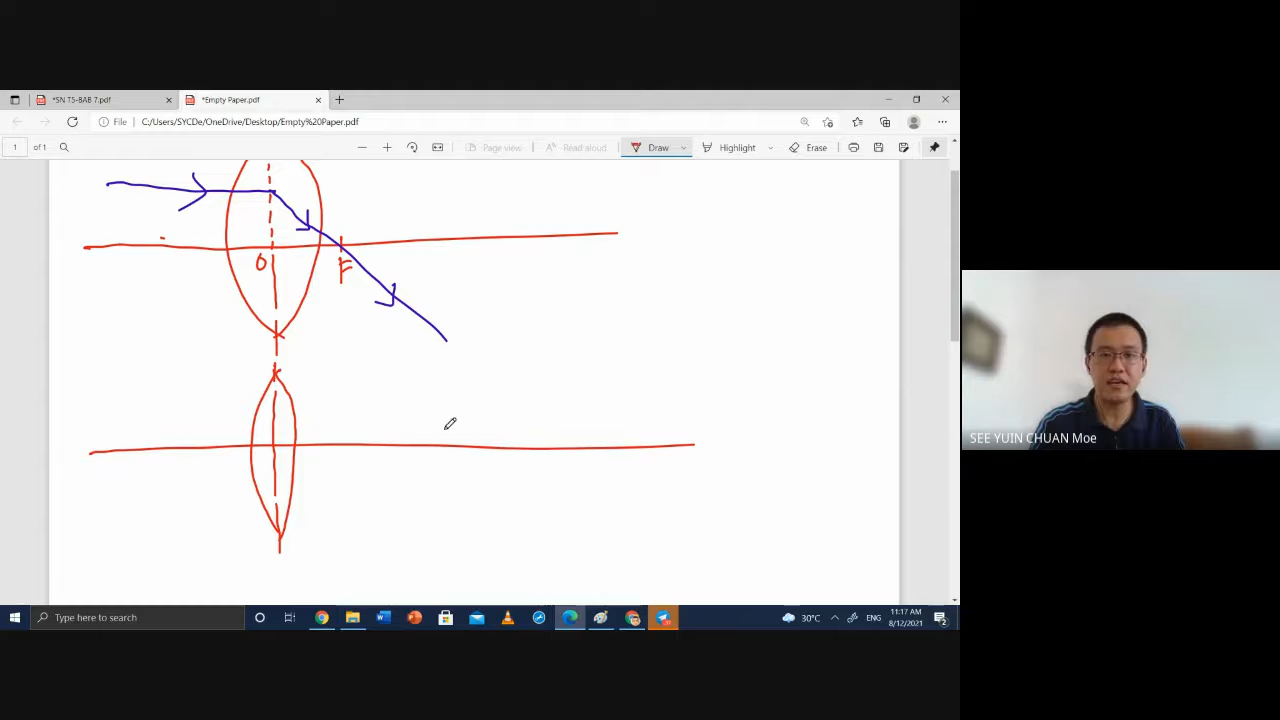 *SN T5-BAB 7.pdf
*Empty Paper.pdf
File
C:/Users/SYCDe/OneDrive/Desktop/Empty%20Paper.pdf
1
of 1
Page view
Read aloud
Draw
Highlight
Erase
O
F
SEE YUIN CHUAN Moe
Type here to search
30°C
ENG
11:17 AM
8/12/2021
2